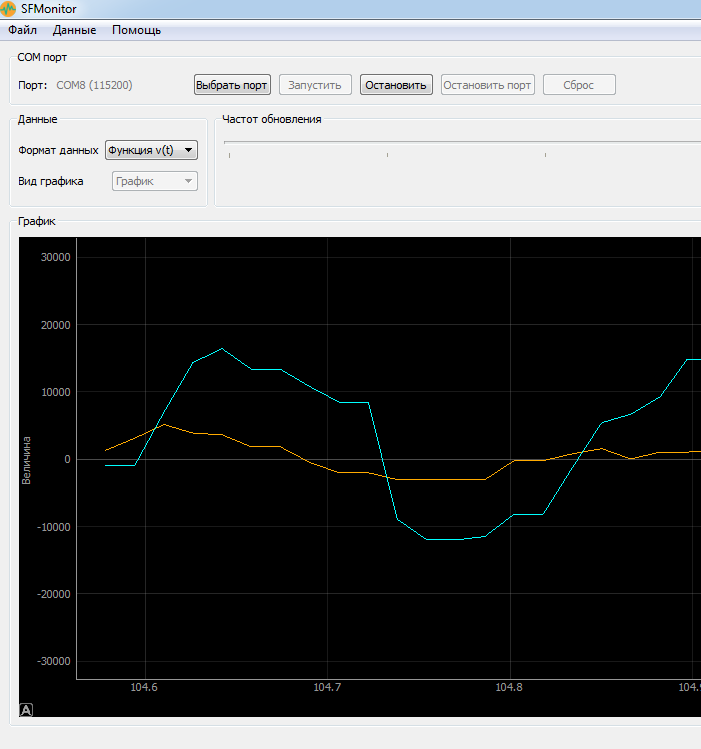 SFMonitor
Файл Данные Помощь
COM порт
Порт: COM8 (115200) Выбрать порт Запустить Остановить Остановить порт Сброс
Данные
Частот обновления
Формат данных Функция v(t)
Вид графика График
График
30000
20000
10000
0
-10000
-20000
-30000
Величина
104.6 104.7 104.8 104.9
A